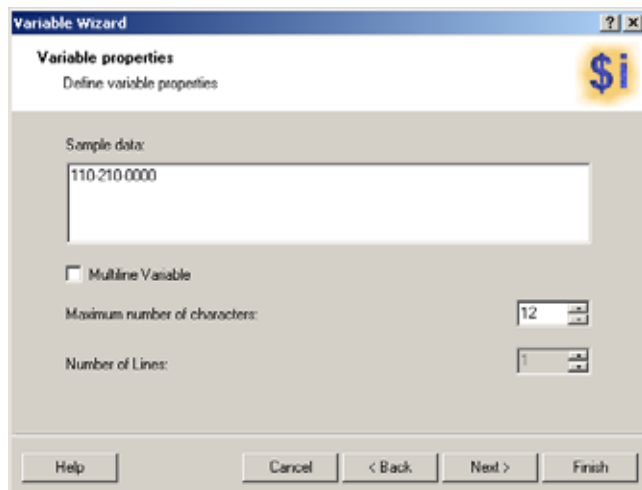 Variable Wizard
Variable properties
Define variable properties
$i
Sample data:
110-210-0000
Multiline Variable
Maximum number of characters: 12
Number of Lines: 1
Help Cancel < Back Next > Finish